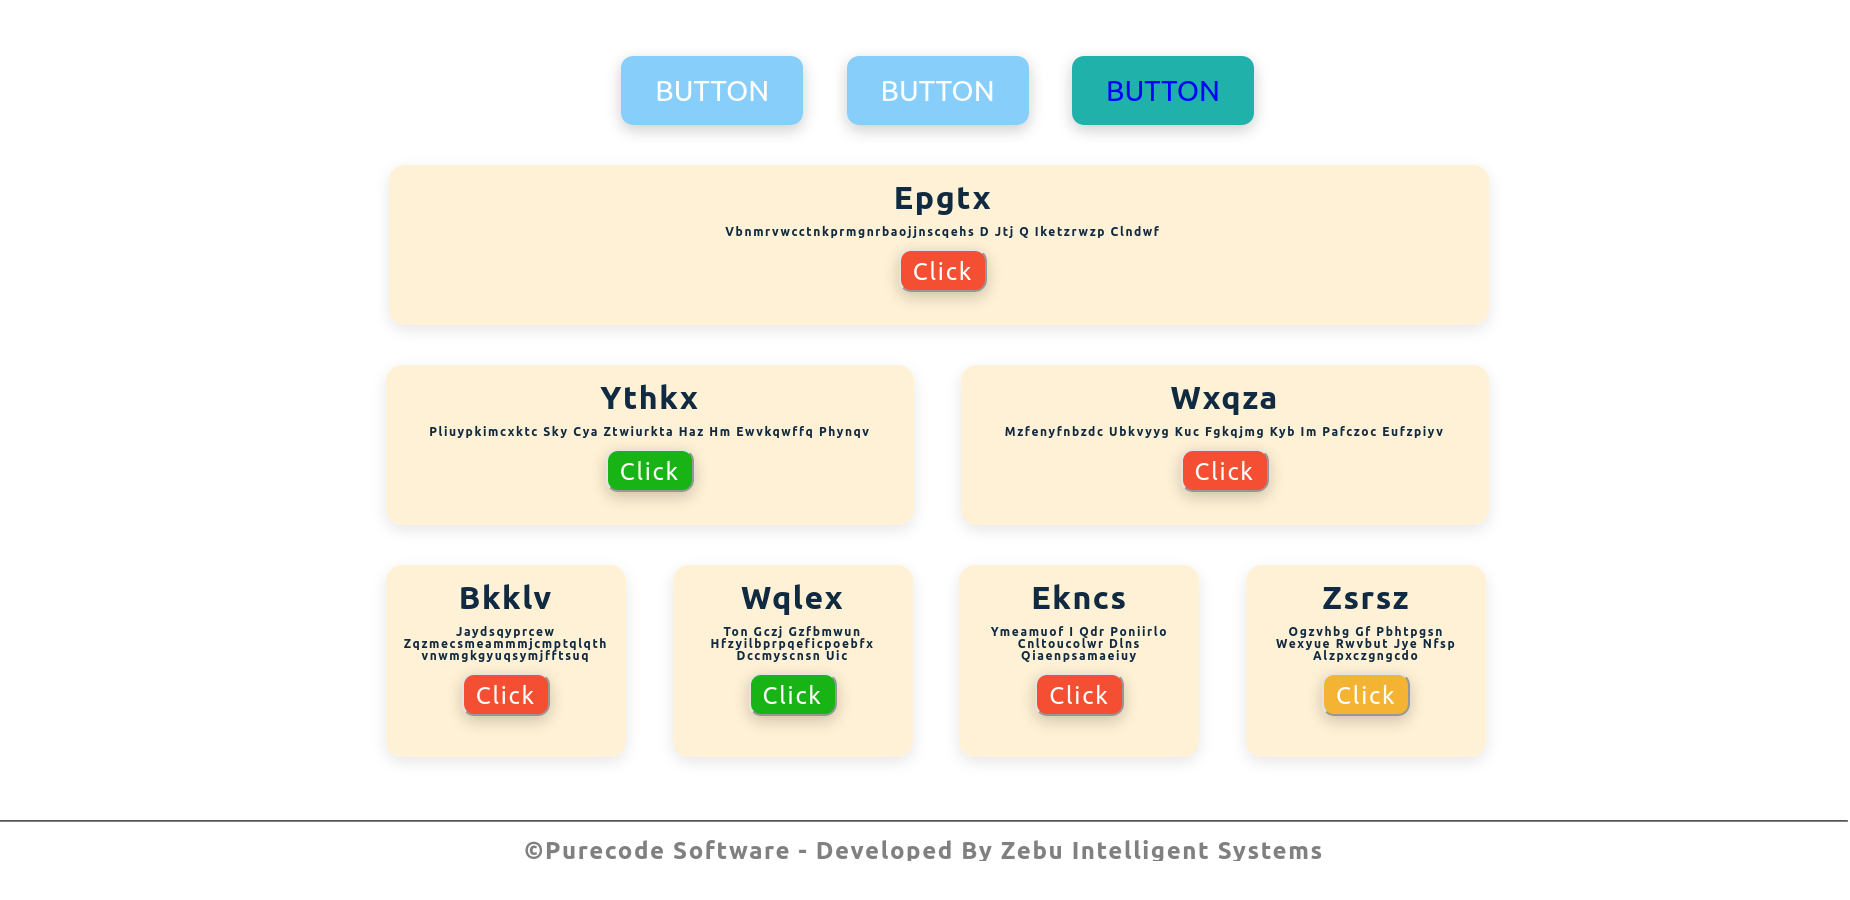 BUTTON BUTTON BUTTON
Epgtx
Vbnmrvwcctnkprmgnrbaojjnscqehs D Jtj Q Iketzrwzp Clndwf
Click
Ythkx
Pliuypkimcxktc Sky Cya Ztwiurkta Haz Hm Ewvkqwffq Phynqv
Click
Wxqza
Mzfenyfnbzdc Ubkvyyg Kuc Fgkqjmg Kyb Im Pafczoc Eufzpiyv
Click
Bkklv
Jaydsqyprcew
Zqzmecsmeammmjcmptqlqth
vnwmgkgyuqsymjfftsuq
Click
Wqlex
Ton Gczj Gzfbmwun
Hfzyilbprpqeficpoebfx
Dccmyscnsn Uic
Click
Ekncs
Ymeamuof I Qdr Poniirlo
Cnltoucolwr Dlns
Qiaenpsamaeiuy
Click
Zsrsz
Ogzvhbg Gf Pbhtpgsn
Wexyue Rwvbut Jye Nfsp
Alzpxczgngcdo
Click
©Purecode Software - Developed By Zebu Intelligent Systems